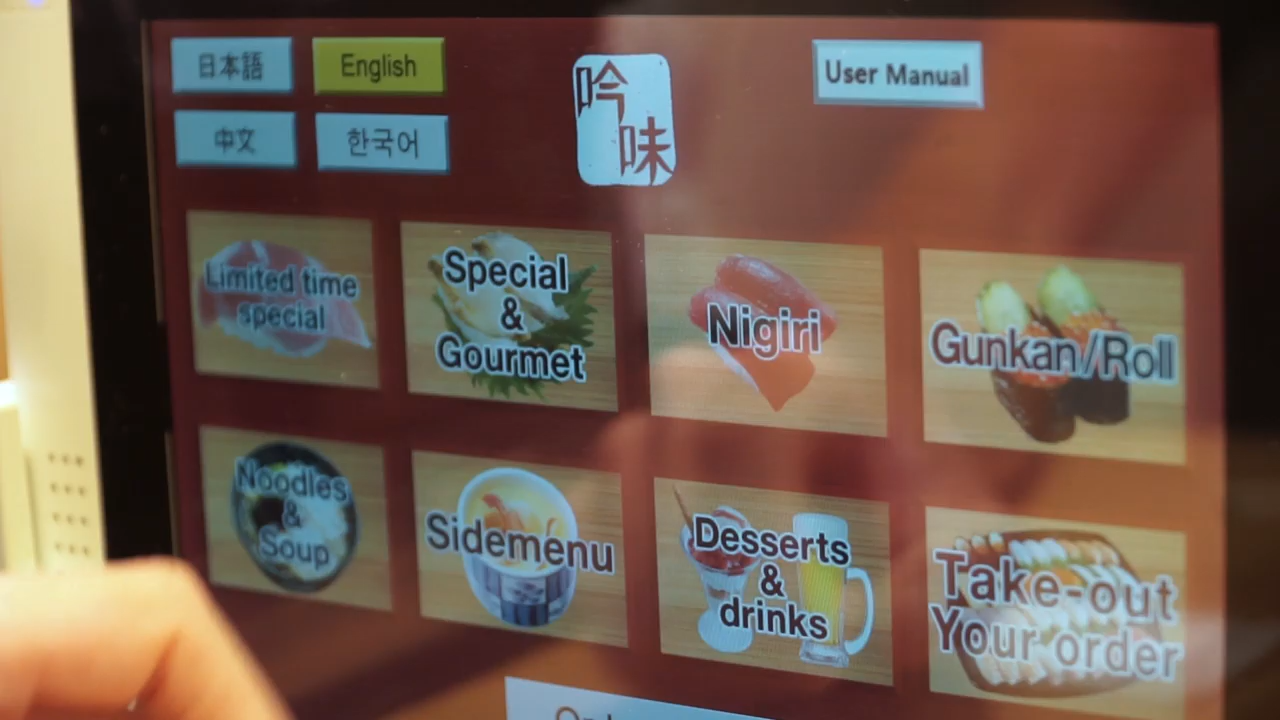 日本語
English
中文
한국어
吟味
User Manual
Limited time
special
Special
&
Gourmet
Nigiri
Gunkan/Roll
Noodles
&
Soup
Sidemenu
Desserts
&
drinks
Take-out
Your order